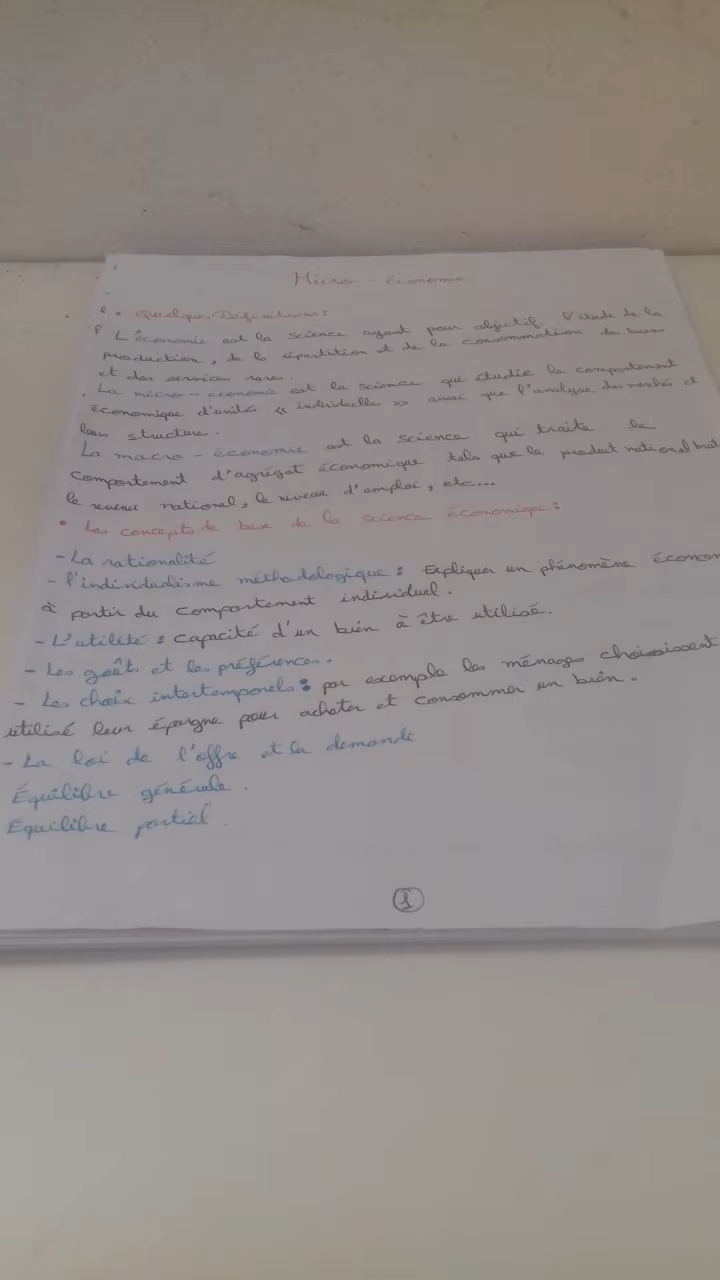 Micro économie
• Quelques Définitions :
L'économie est la science ayant pour objectif l'étude de la
production, de la répartition et de la consommation de biens
et des services rares.
. La micro-économie est la science qui étudie le comportement
économique d'unités « individuelles » ainsi que l'analyse des marchés et
leur structure.
La macro-économie est la science qui traite le
comportement d'agrégat économique tels que le produit national brut
le revenu national, le niveau d'emploi, etc...
• Les concepts de base de la science économique :
- La rationalité
- l'individualisme méthodologique : Expliquer un phénomène économ
à partir du comportement individuel.
- L'utilité : capacité d'un bien à être utilisé.
- Les goûts et les préférences.
- Les choix intertemporels : par exemple les ménages choisissent
utilisé leur épargne pour acheter et consommer un bien.
- La loi de l'offre et la demande
Équilibre générale.
Equilibre partiel.
1